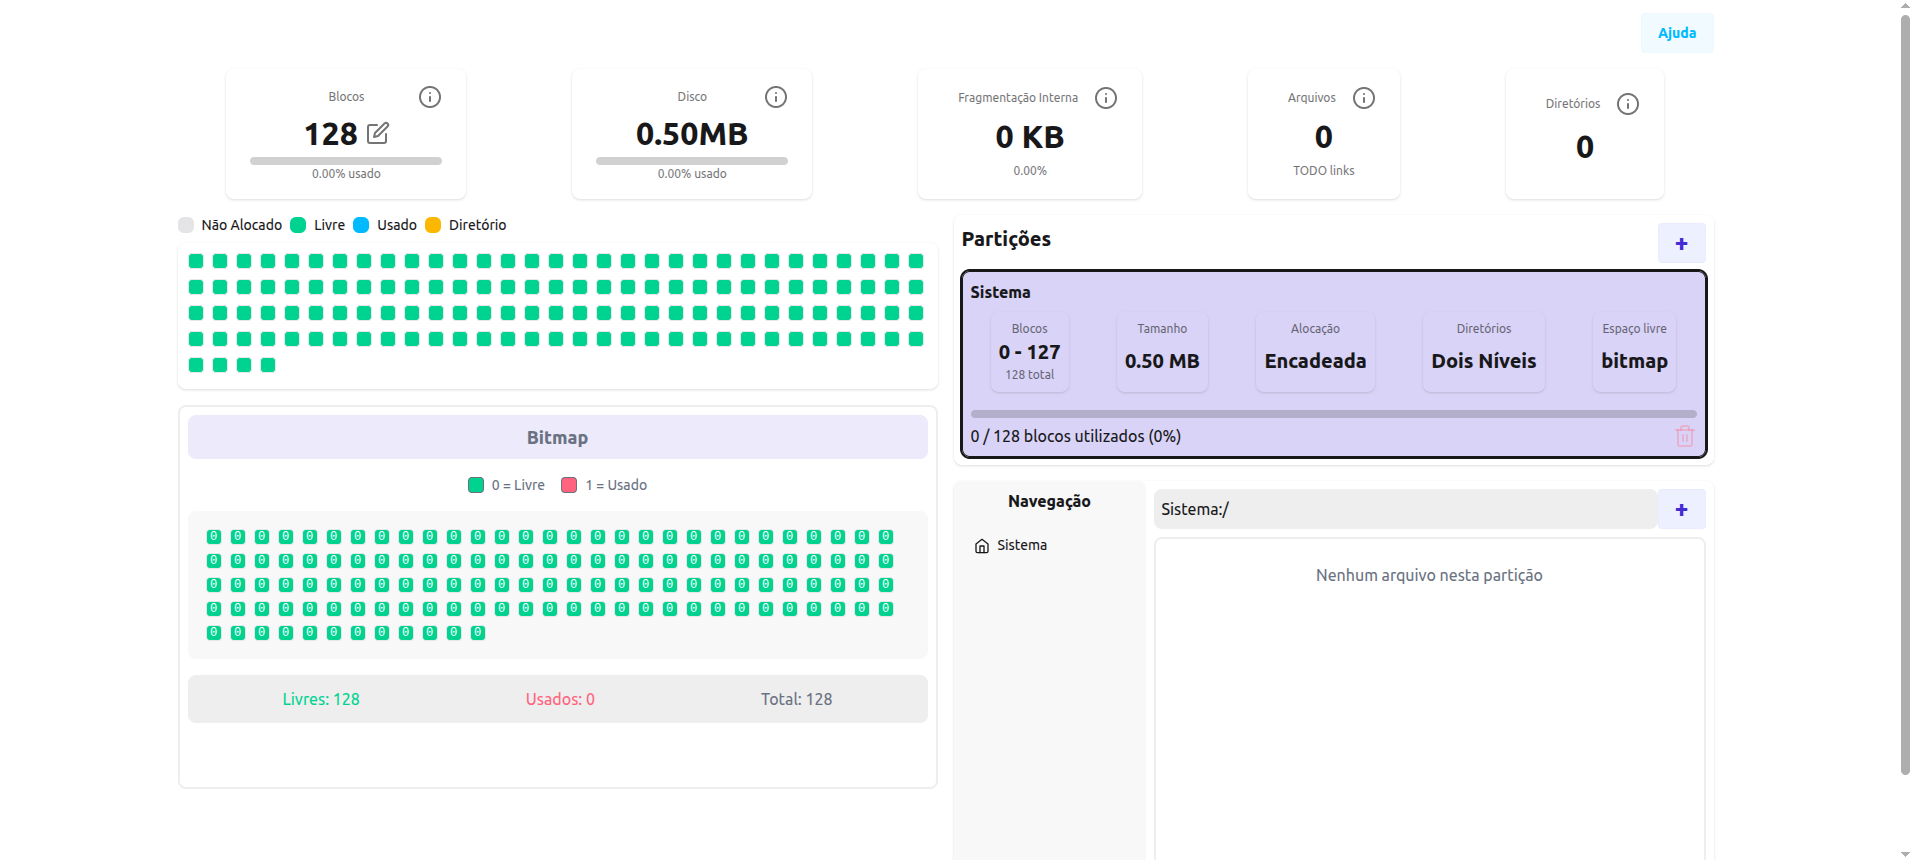 Ajuda
Blocos
128
0.00% usado
Disco
0.50MB
0.00% usado
Fragmentação Interna
0 KB
0.00%
Arquivos
0
TODO links
Diretórios
0
Não Alocado Livre Usado Diretório
Bitmap
0 = Livre 1 = Usado
0 0 0 0 0 0 0 0 0 0 0 0 0 0 0 0 0 0 0 0 0 0 0 0 0 0 0 0 0
0 0 0 0 0 0 0 0 0 0 0 0 0 0 0 0 0 0 0 0 0 0 0 0 0 0 0 0 0
0 0 0 0 0 0 0 0 0 0 0 0 0 0 0 0 0 0 0 0 0 0 0 0 0 0 0 0 0
0 0 0 0 0 0 0 0 0 0 0 0 0 0 0 0 0 0 0 0 0 0 0 0 0 0 0 0 0
0 0 0 0 0 0 0 0 0 0 0 0
Livres: 128 Usados: 0 Total: 128
Partições
+
Sistema
Blocos
0 - 127
128 total
Tamanho
0.50 MB
Alocação
Encadeada
Diretórios
Dois Níveis
Espaço livre
bitmap
0 / 128 blocos utilizados (0%)
Navegação
Sistema
Sistema:/
+
Nenhum arquivo nesta partição